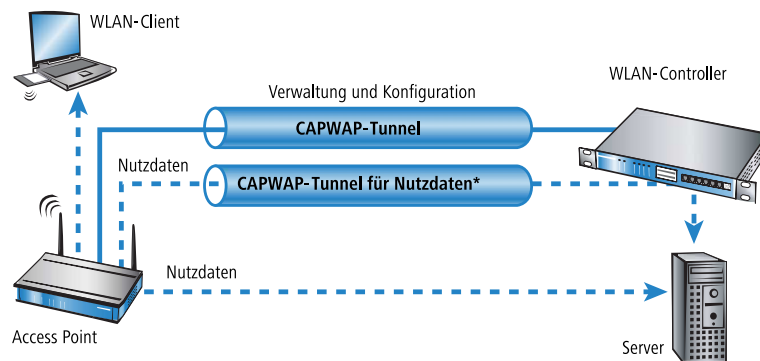 WLAN-Client
Verwaltung und Konfiguration
WLAN-Controller
CAPWAP-Tunnel
Nutzdaten
CAPWAP-Tunnel für Nutzdaten*
Nutzdaten
Access Point
Server